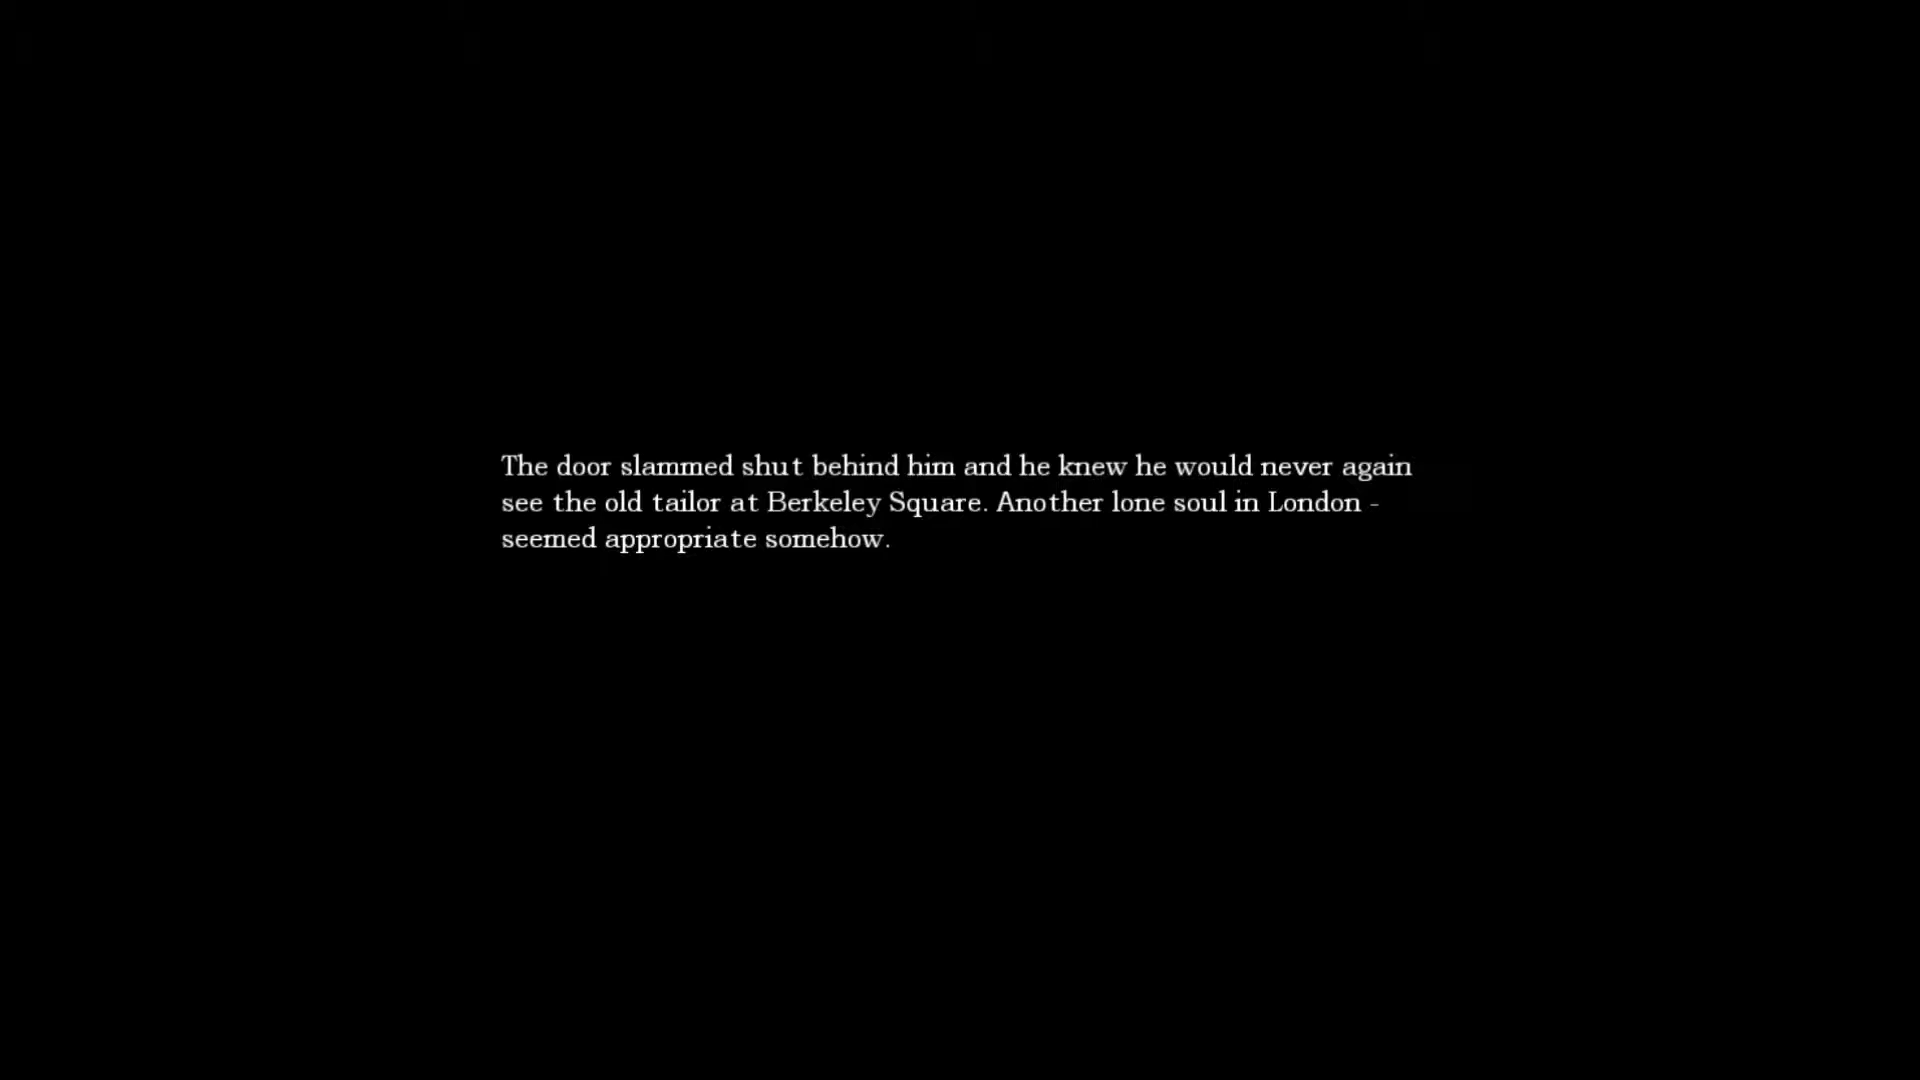 The door slammed shut behind him and he knew he would never again
see the old tailor at Berkeley Square. Another lone soul in London -
seemed appropriate somehow.